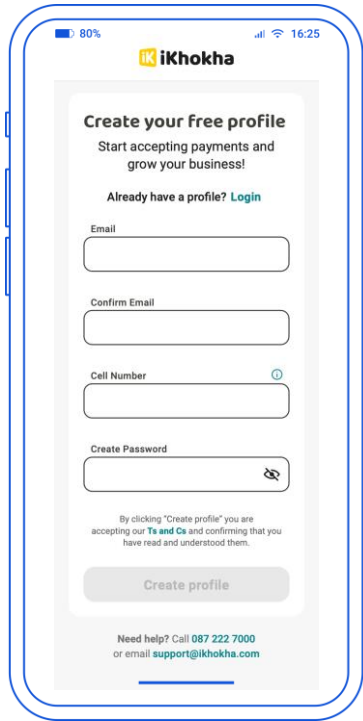 80% 16:25
iK iKhokha
Create your free profile
Start accepting payments and
grow your business!
Already have a profile? Login
Email
Confirm Email
Cell Number
Create Password
By clicking "Create profile" you are
accepting our Ts and Cs and confirming that you
have read and understood them.
Create profile
Need help? Call 087 222 7000
or email support@ikhokha.com